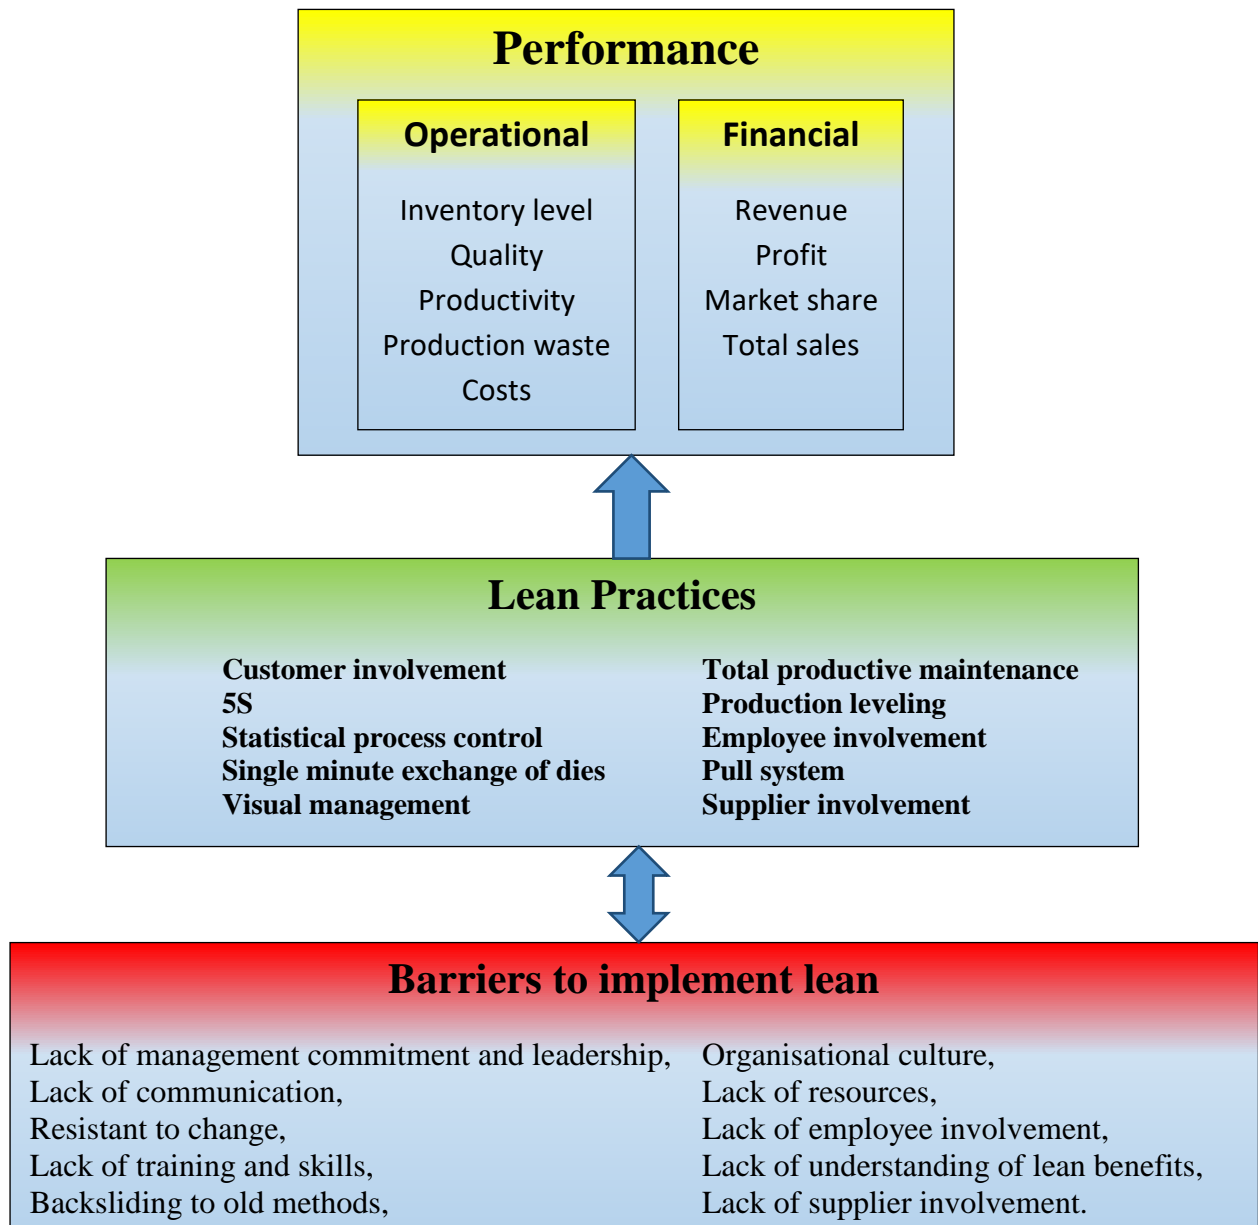 Performance
Operational
Inventory level
Quality
Productivity
Production waste
Costs
Financial
Revenue
Profit
Market share
Total sales
Lean Practices
Customer involvement
5S
Statistical process control
Single minute exchange of dies
Visual management
Total productive maintenance
Production leveling
Employee involvement
Pull system
Supplier involvement
Barriers to implement lean
Lack of management commitment and leadership,
Lack of communication,
Resistant to change,
Lack of training and skills,
Backsliding to old methods,
Organisational culture,
Lack of resources,
Lack of employee involvement,
Lack of understanding of lean benefits,
Lack of supplier involvement.